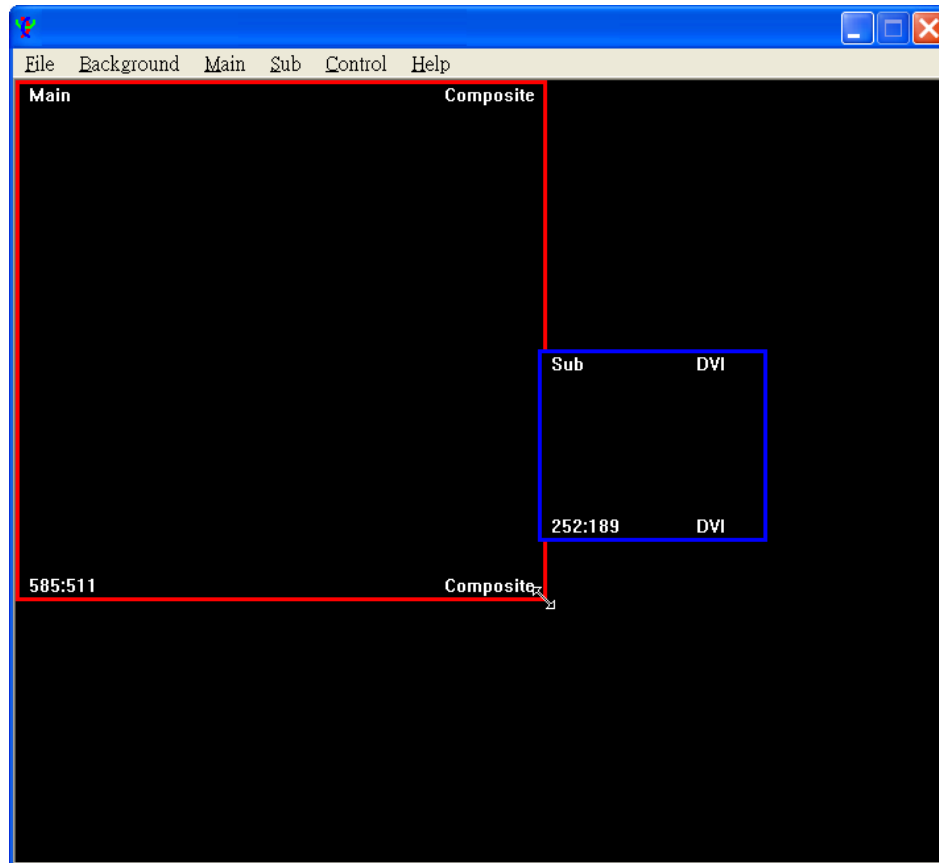 File Background Main Sub Control Help
Main Composite
Sub DVI
252:189 DVI
585:511 Composite